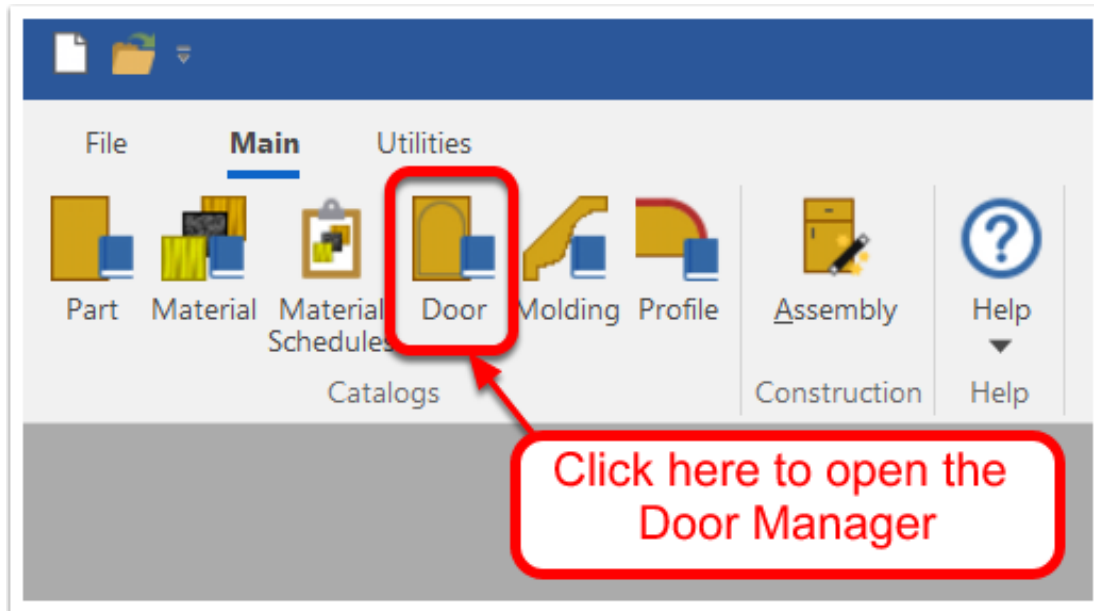 File Main Utilities
Part Material Material Schedules Door Molding Profile Assembly Help
Catalogs Construction Help
Click here to open the
Door Manager